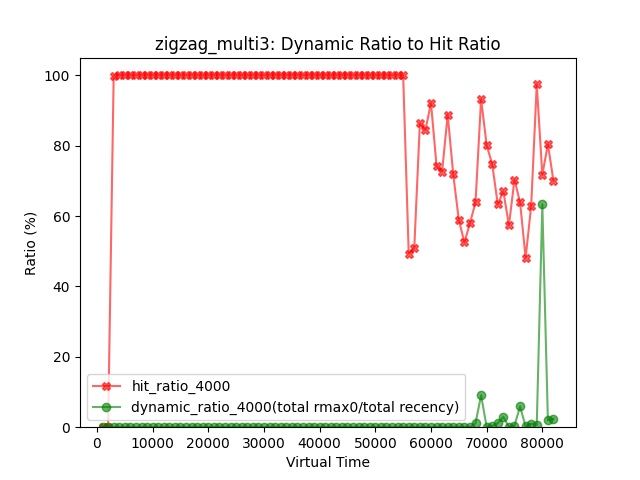 zigzag_multi3: Dynamic Ratio to Hit Ratio
100
80
60
40
20
0
Ratio (%)
hit_ratio_4000
dynamic_ratio_4000(total rmax0/total recency)
0 10000 20000 30000 40000 50000 60000 70000 80000
Virtual Time